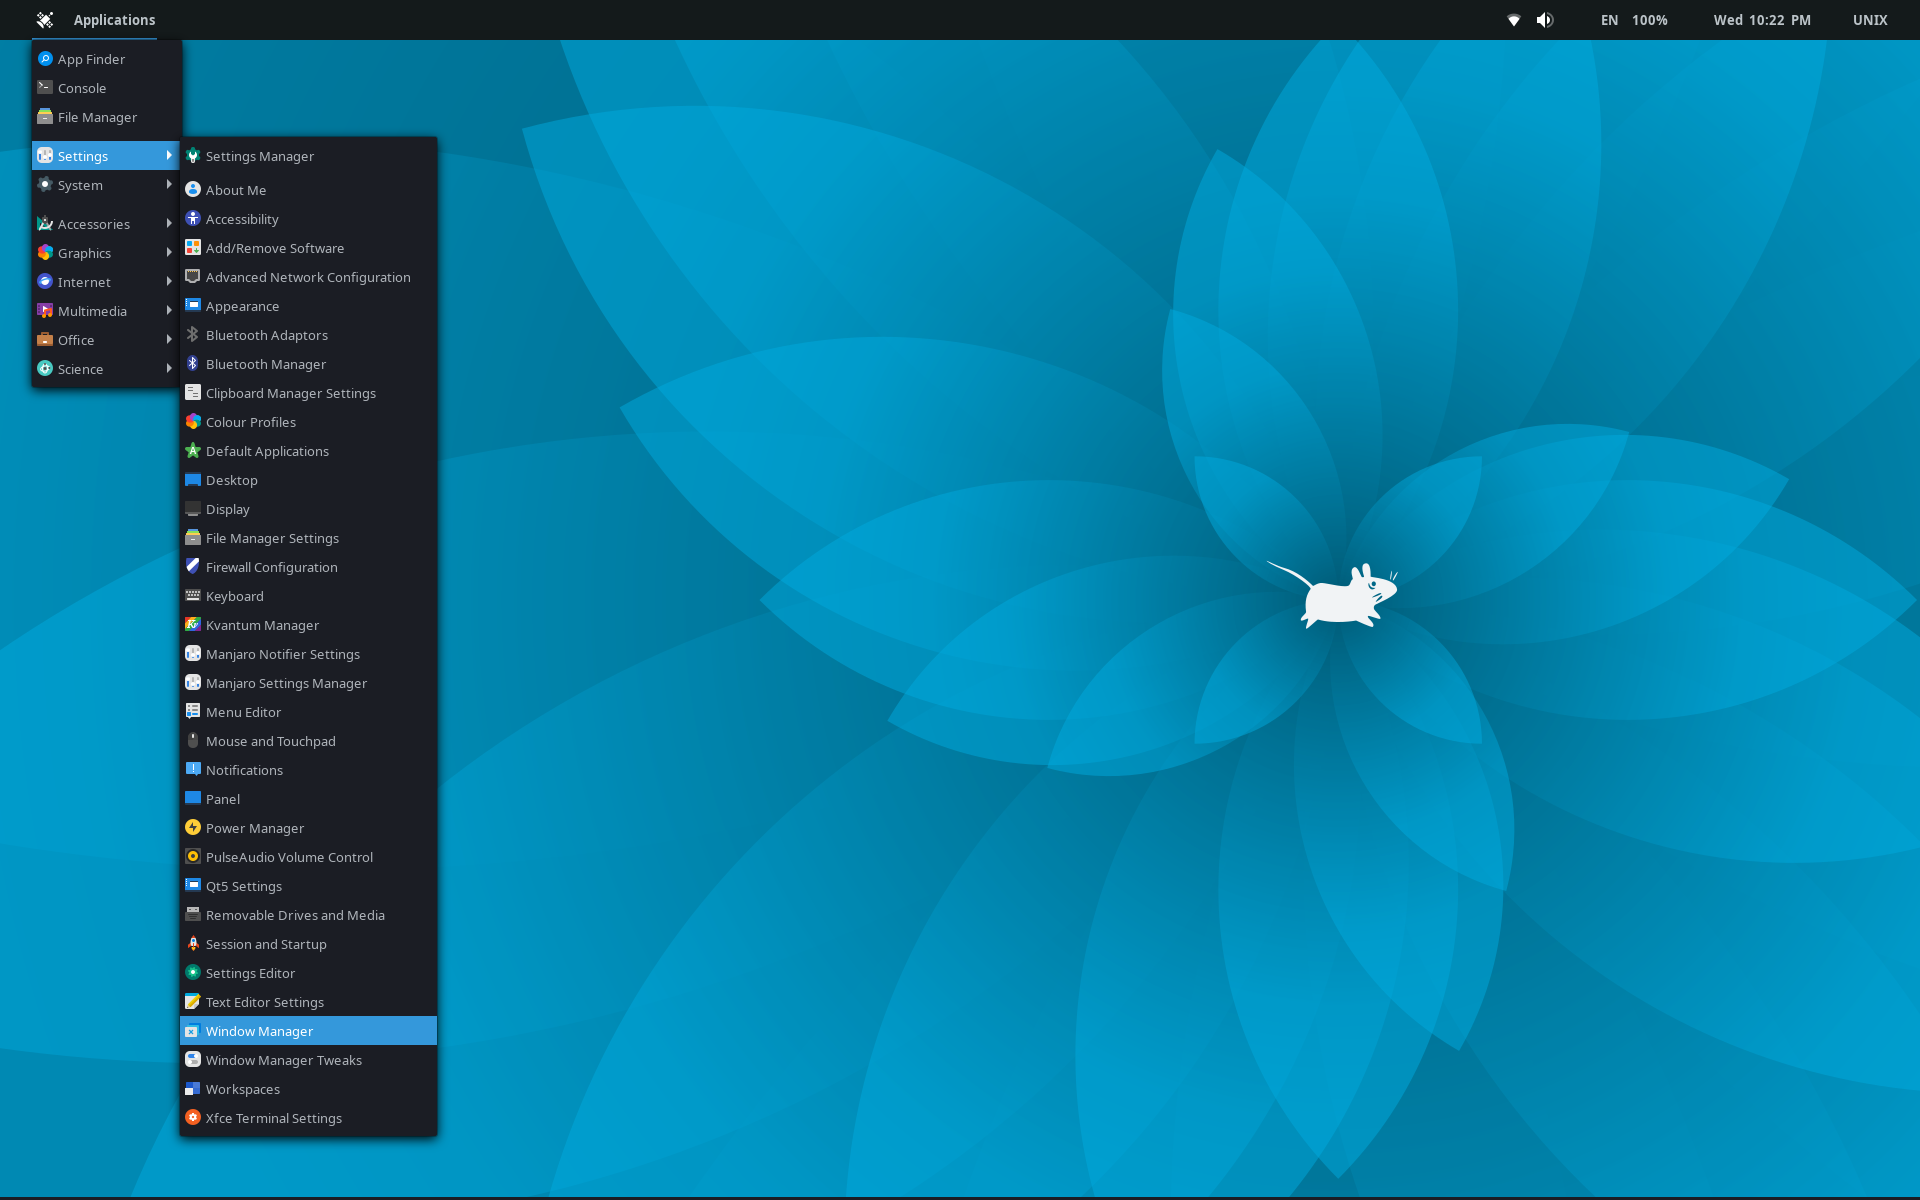 Applications
EN 100% Wed 10:22 PM UNIX
App Finder
Console
File Manager
Settings
System
Accessories
Graphics
Internet
Multimedia
Office
Science
Settings Manager
About Me
Accessibility
Add/Remove Software
Advanced Network Configuration
Appearance
Bluetooth Adaptors
Bluetooth Manager
Clipboard Manager Settings
Colour Profiles
Default Applications
Desktop
Display
File Manager Settings
Firewall Configuration
Keyboard
Kvantum Manager
Manjaro Notifier Settings
Manjaro Settings Manager
Menu Editor
Mouse and Touchpad
Notifications
Panel
Power Manager
PulseAudio Volume Control
Qt5 Settings
Removable Drives and Media
Session and Startup
Settings Editor
Text Editor Settings
Window Manager
Window Manager Tweaks
Workspaces
Xfce Terminal Settings